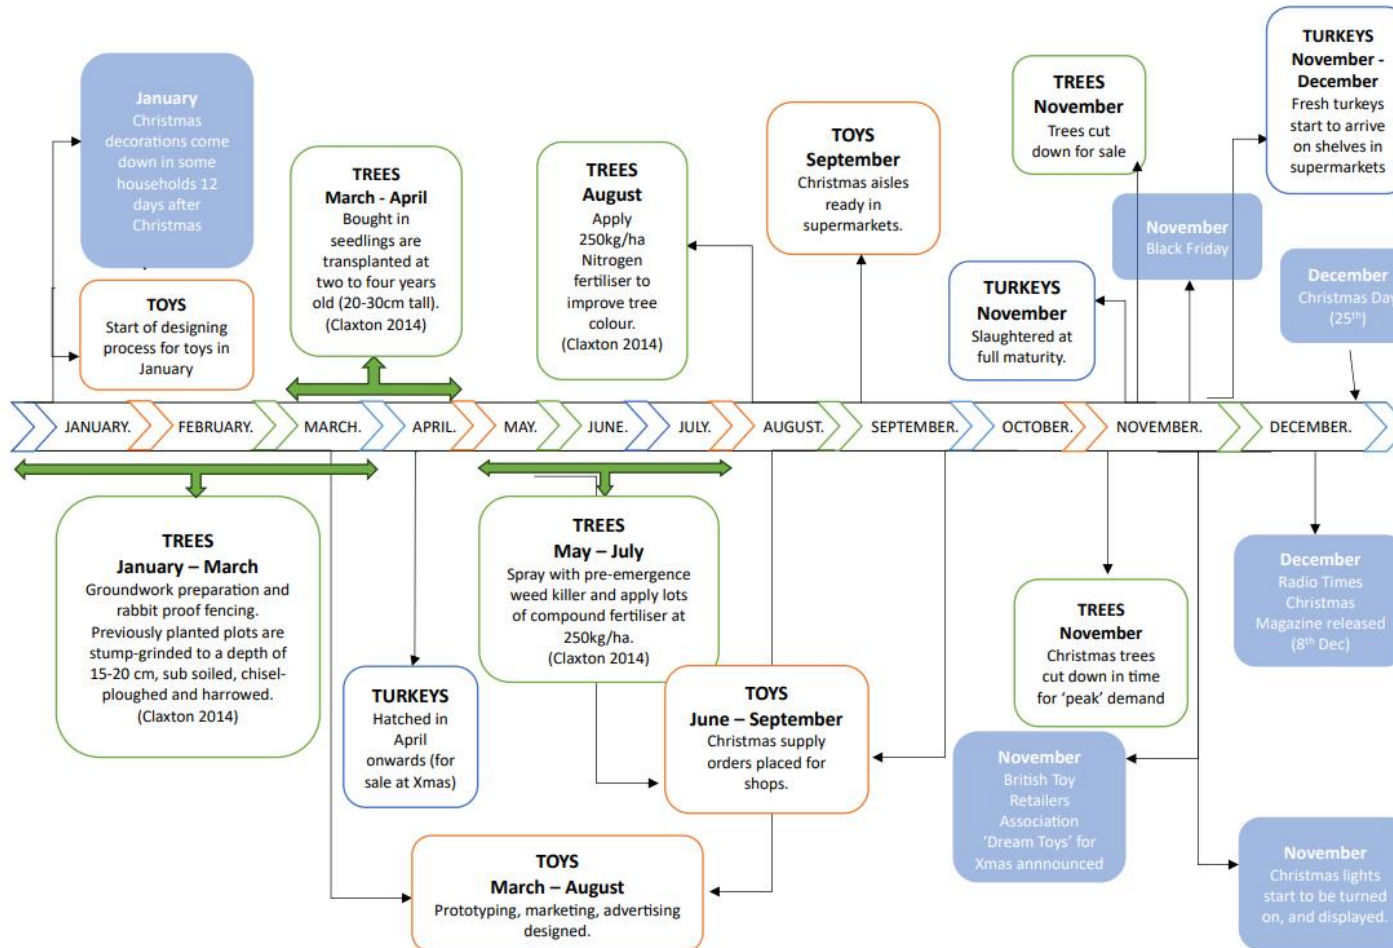 January
Christmas
decorations come
down in some
households 12
days after
Christmas
TOYS
Start of designing
process for toys in
January
TREES
March - April
Bought in
seedlings are
transplanted at
two to four years
old (20-30cm tall).
(Claxton 2014)
TREES
August
Apply
250kg/ha
Nitrogen
fertiliser to
improve tree
colour.
(Claxton 2014)
TOYS
September
Christmas aisles
ready in
supermarkets.
TURKEYS
November
Slaughtered at
full maturity.
TREES
November
Trees cut
down for sale
November
Black Friday
TURKEYS
November -
December
Fresh turkeys
start to arrive
on shelves in
supermarkets
December
Christmas Day
(25th)
JANUARY. FEBRUARY. MARCH. APRIL. MAY. JUNE. JULY. AUGUST. SEPTEMBER. OCTOBER. NOVEMBER. DECEMBER.
TREES
January – March
Groundwork preparation and
rabbit proof fencing.
Previously planted plots are
stump-grinded to a depth of
15-20 cm, sub soiled, chisel-
ploughed and harrowed.
(Claxton 2014)
TURKEYS
Hatched in
April
onwards (for
sale at Xmas)
TREES
May – July
Spray with pre-emergence
weed killer and apply lots
of compound fertiliser at
250kg/ha.
(Claxton 2014)
TOYS
June – September
Christmas supply
orders placed for
shops.
TOYS
March – August
Prototyping, marketing, advertising
designed.
TREES
November
Christmas trees
cut down in time
for ‘peak’ demand
November
British Toy
Retailers
Association
‘Dream Toys’ for
Xmas annnounced
December
Radio Times
Christmas
Magazine released
(8th Dec)
November
Christmas lights
start to be turned
on, and displayed.